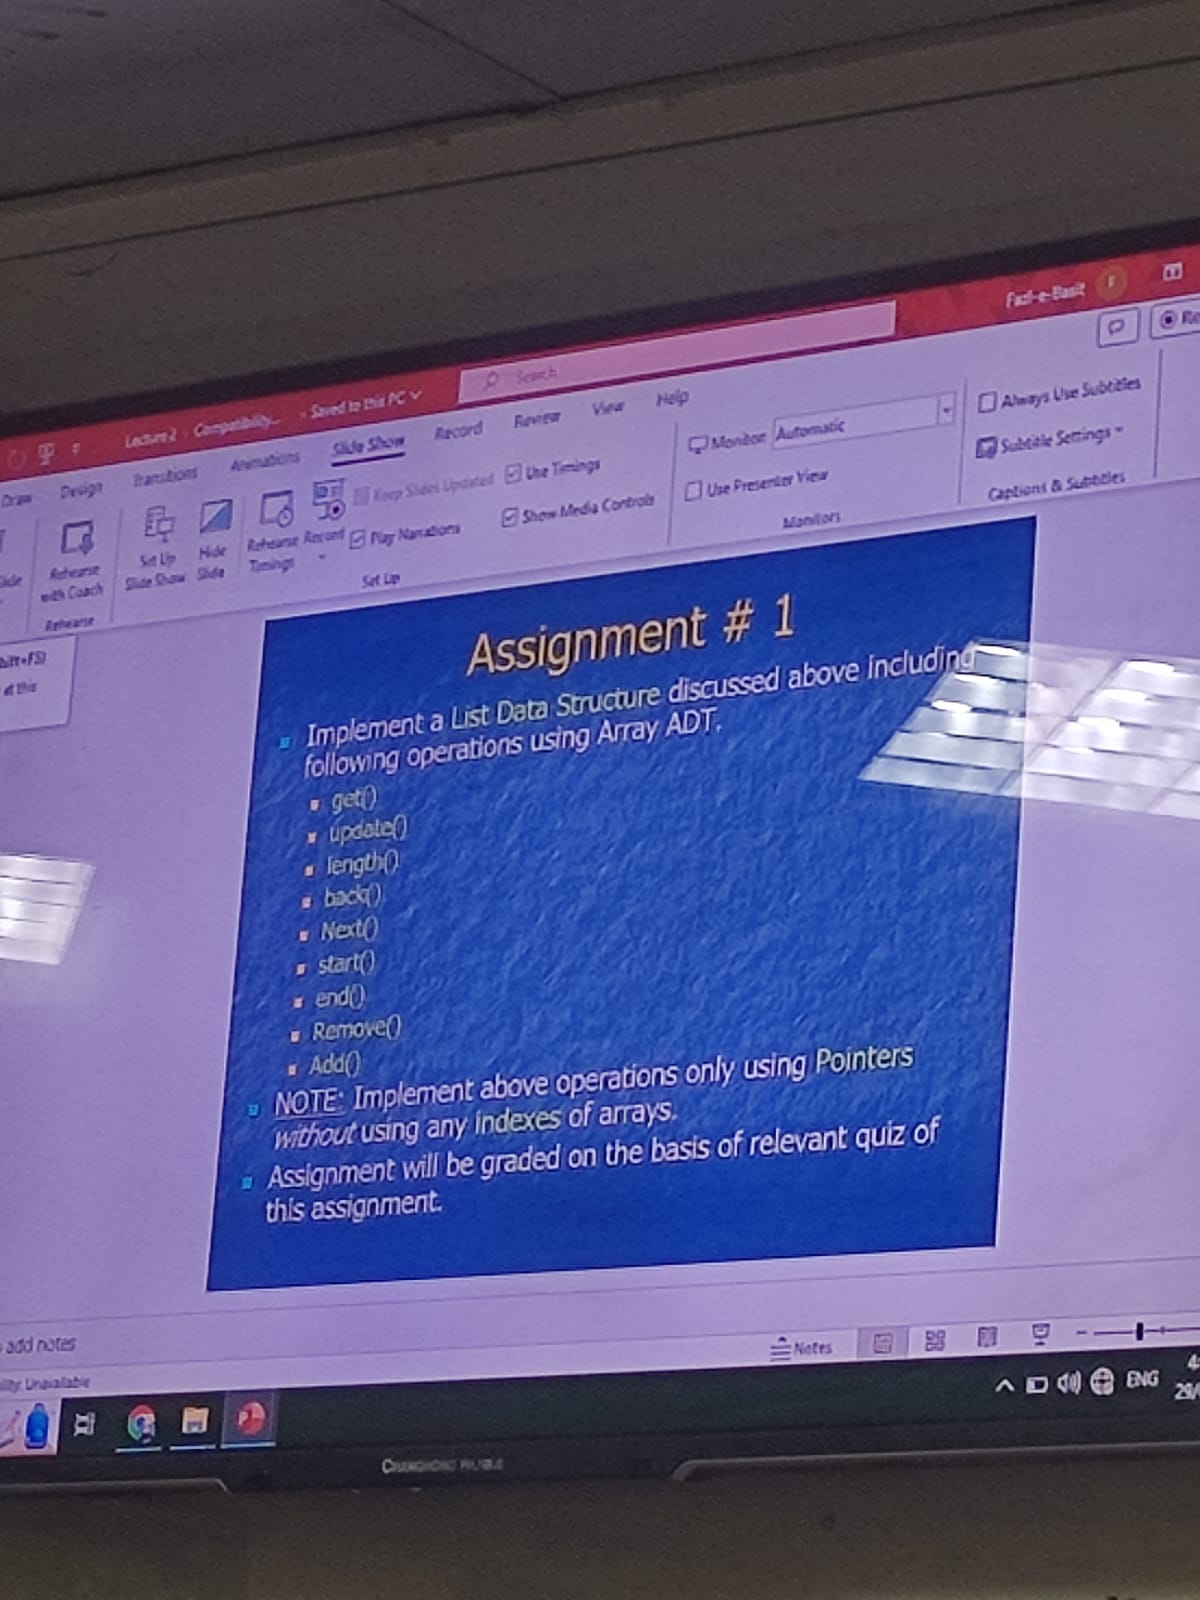 Fazl-e-Basit F
Lecture 2 - Compatibility... • Saved to this PC
Search
Draw Design Transitions Animations Slide Show Record Review View Help
Rehearse with Coach
Rehearse
Set Up Slide Show
Hide Slide
Rehearse Timings
Record
Keep Slides Updated
Use Timings
Play Narrations
Show Media Controls
Set Up
Monitor: Automatic
Use Presenter View
Monitors
Always Use Subtitles
Subtitle Settings
Captions & Subtitles
at this
Assignment # 1
Implement a List Data Structure discussed above including
following operations using Array ADT.
get()
update()
length()
back()
Next()
start()
end()
Remove()
Add()
NOTE: Implement above operations only using Pointers
without using any indexes of arrays.
Assignment will be graded on the basis of relevant quiz of
this assignment.
add notes
Unavailable
Notes
ENG